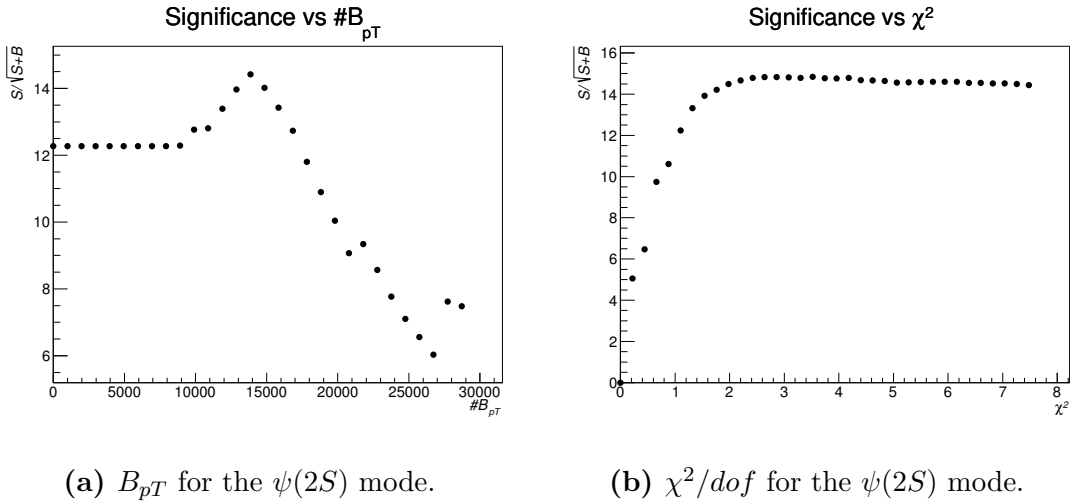 Significance vs #B_pT
S/√S+B
14
12
10
8
6
0 5000 10000 15000 20000 25000 30000
#B_pT
Significance vs χ²
S/√S+B
16
14
12
10
8
6
4
2
0
0 1 2 3 4 5 6 7 8
χ²
(a) B_pT for the ψ(2S) mode.
(b) χ²/dof for the ψ(2S) mode.